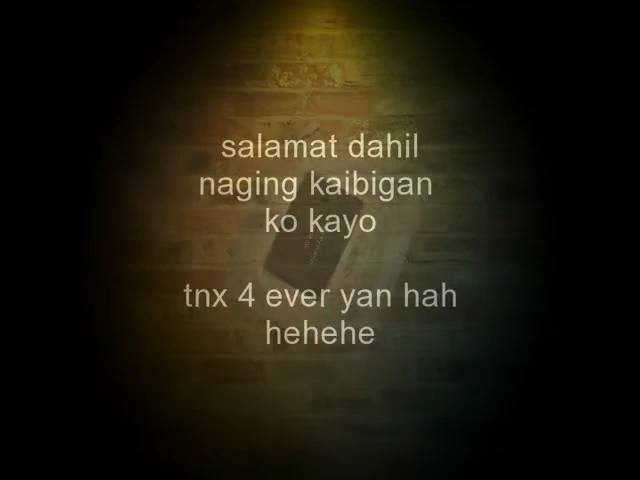 salamat dahil
naging kaibigan
ko kayo
tnx 4 ever yan hah
hehehe